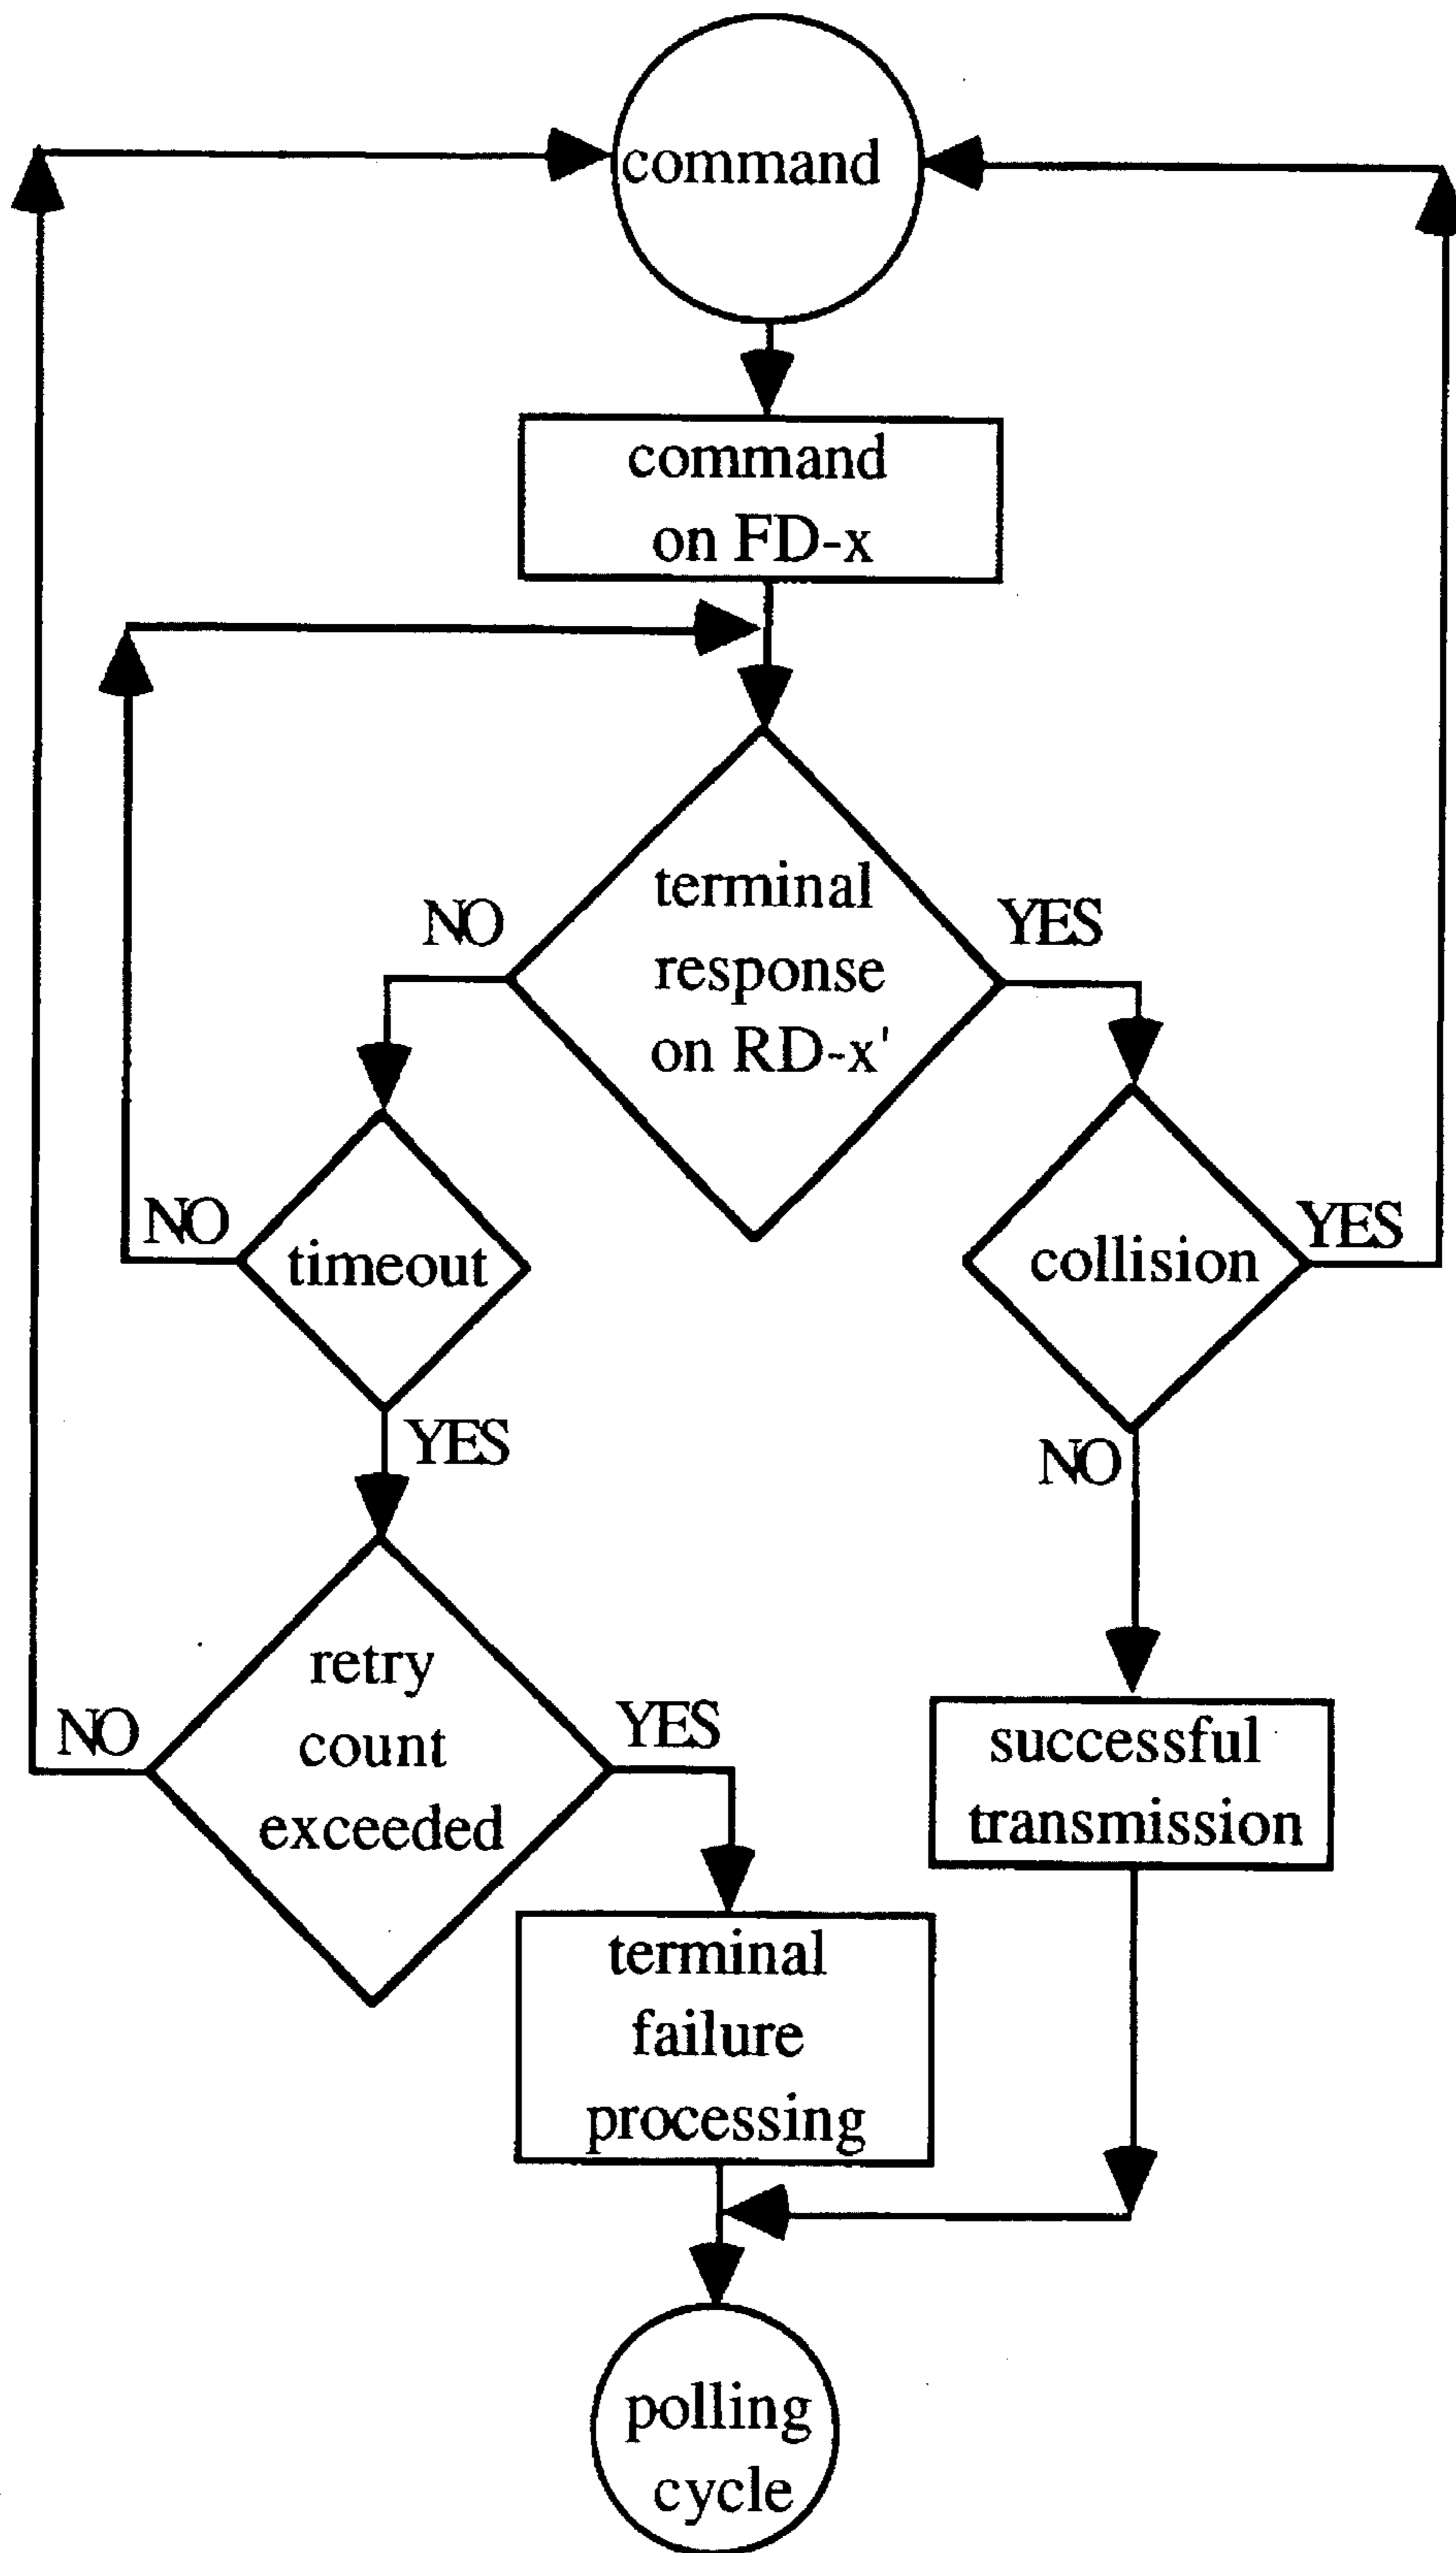 command
command
on FD-x
terminal
response
on RD-x'
NO
YES
timeout
NO
YES
collision
YES
NO
retry
count
exceeded
NO
YES
successful
transmission
terminal
failure
processing
polling
cycle